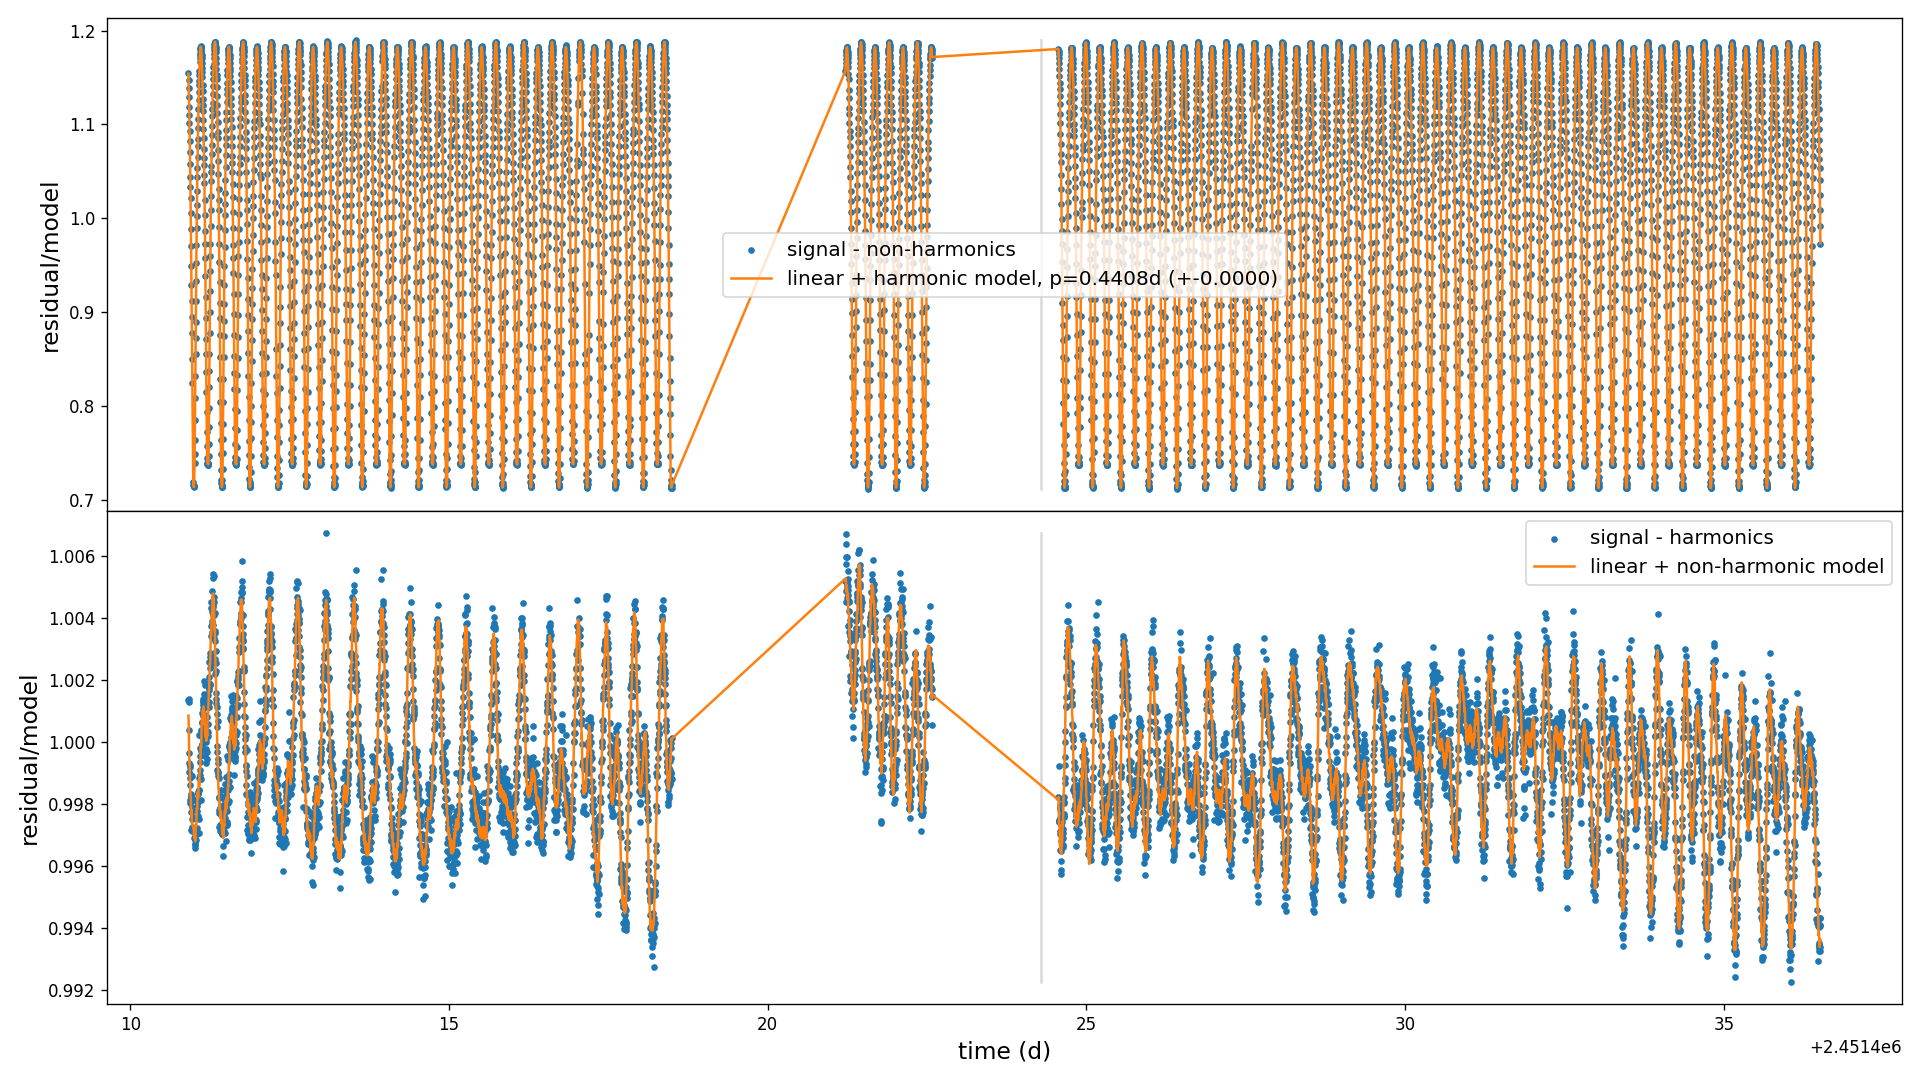 1.2
1.1
1.0
0.9
0.8
0.7
residual/model
signal - non-harmonics
linear + harmonic model, p=0.4408d (+-0.0000)
1.006
1.004
1.002
1.000
0.998
0.996
0.994
0.992
residual/model
signal - harmonics
linear + non-harmonic model
10 15 20 25 30 35
time (d)
+2.4514e6